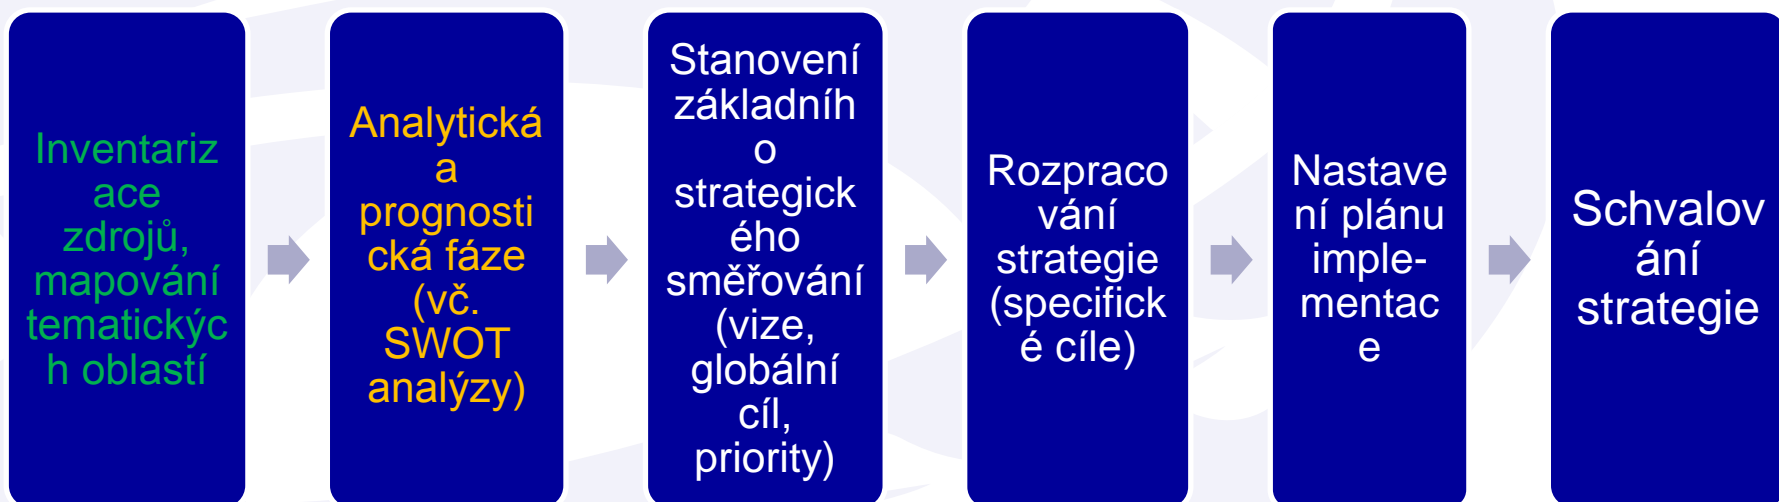 Inventariz
ace
zdrojů,
mapování
tematickýc
h oblastí
Analytická
a
prognosti
cká fáze
(vč.
SWOT
analýzy)
Stanovení
základníh
o
strategick
ého
směřování
(vize,
globální
cíl,
priority)
Rozpraco
vání
strategie
(specifick
é cíle)
Nastave
ní plánu
imple-
mentac
e
Schvalov
ání
strategie